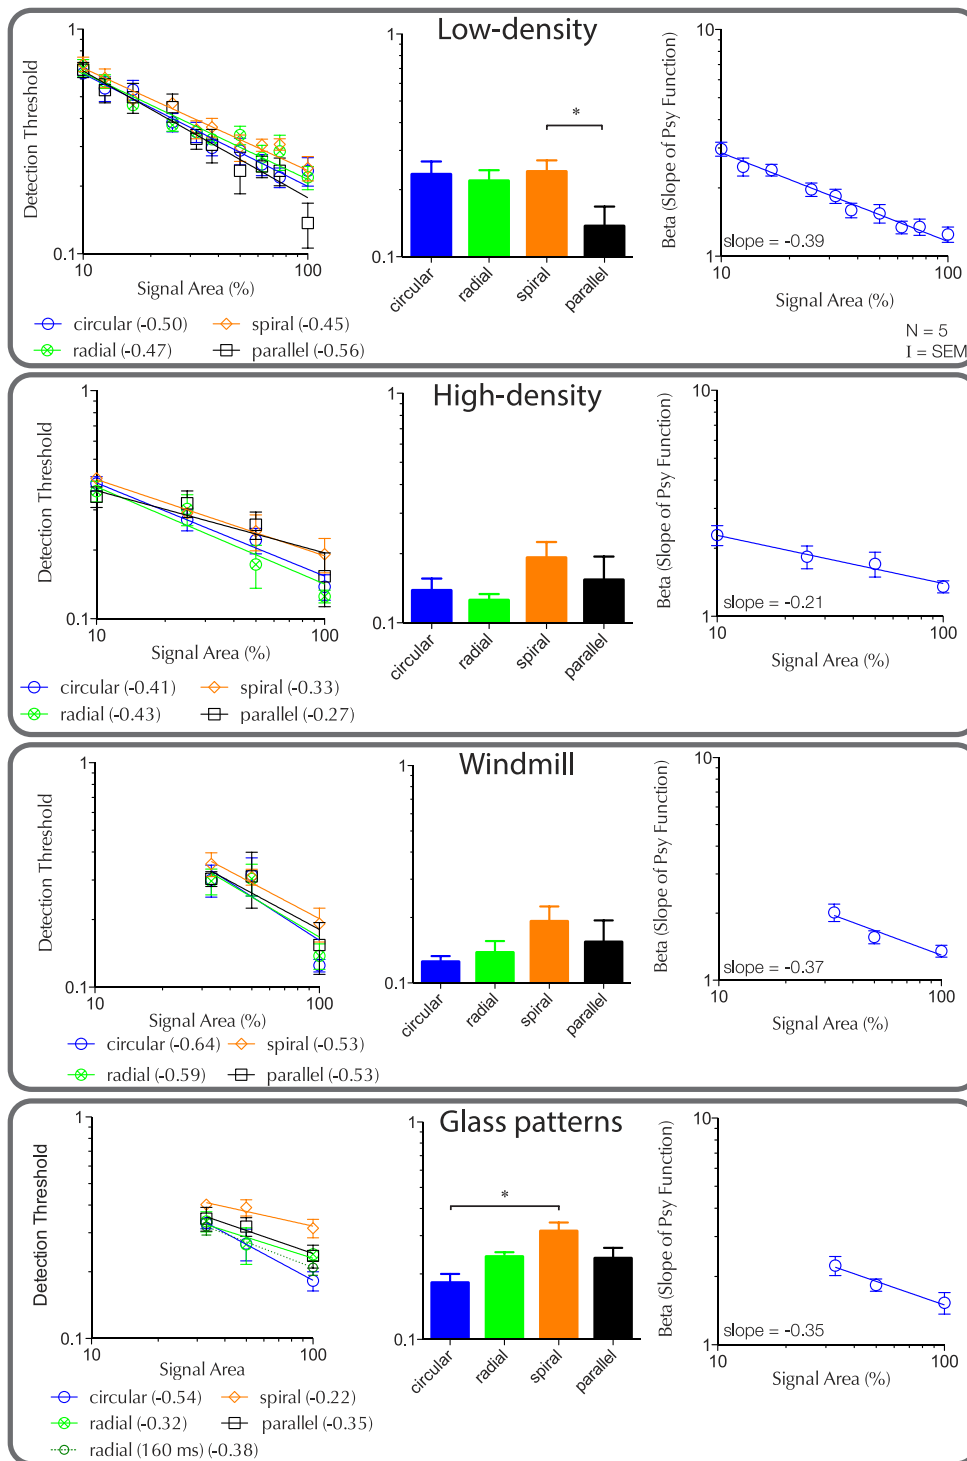 Low-density
1
0.1
Detection Threshold
10
100
Signal Area (%)
circular (-0.50)
spiral (-0.45)
radial (-0.47)
parallel (-0.56)
1
0.1
*
circular
radial
spiral
parallel
10
1
Beta (Slope of Psy Function)
slope = -0.39
10
100
Signal Area (%)
N = 5
I = SEM
High-density
1
0.1
Detection Threshold
10
100
Signal Area (%)
circular (-0.41)
spiral (-0.33)
radial (-0.43)
parallel (-0.27)
1
0.1
circular
radial
spiral
parallel
10
1
Beta (Slope of Psy Function)
slope = -0.21
10
100
Signal Area (%)
Windmill
1
0.1
Detection Threshold
10
100
Signal Area (%)
circular (-0.64)
spiral (-0.53)
radial (-0.59)
parallel (-0.53)
1
0.1
circular
radial
spiral
parallel
10
1
Beta (Slope of Psy Function)
slope = -0.37
10
100
Signal Area (%)
Glass patterns
1
0.1
Detection Threshold
10
100
Signal Area
circular (-0.54)
spiral (-0.22)
radial (-0.32)
parallel (-0.35)
radial (160 ms) (-0.38)
1
0.1
*
circular
radial
spiral
parallel
10
1
Beta (Slope of Psy Function)
slope = -0.35
10
100
Signal Area (%)